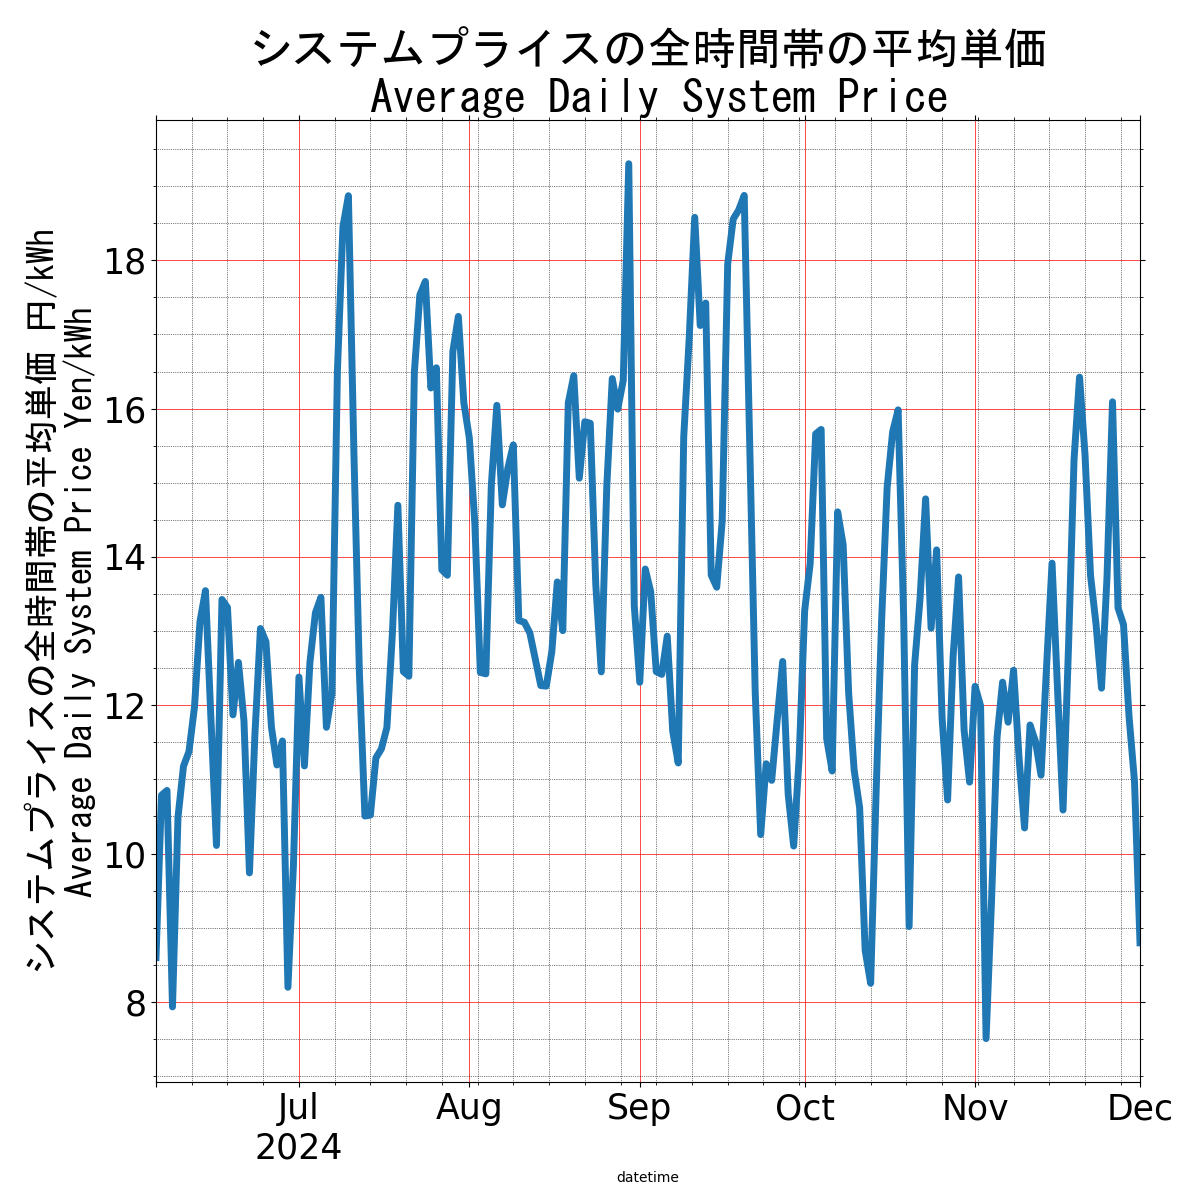 システムプライスの全時間帯の平均単価
Average Daily System Price
システムプライスの全時間帯の平均単価 円/kWh
Average Daily System Price Yen/kWh
18
16
14
12
10
8
Jul
2024
Aug
Sep
Oct
Nov
Dec
datetime